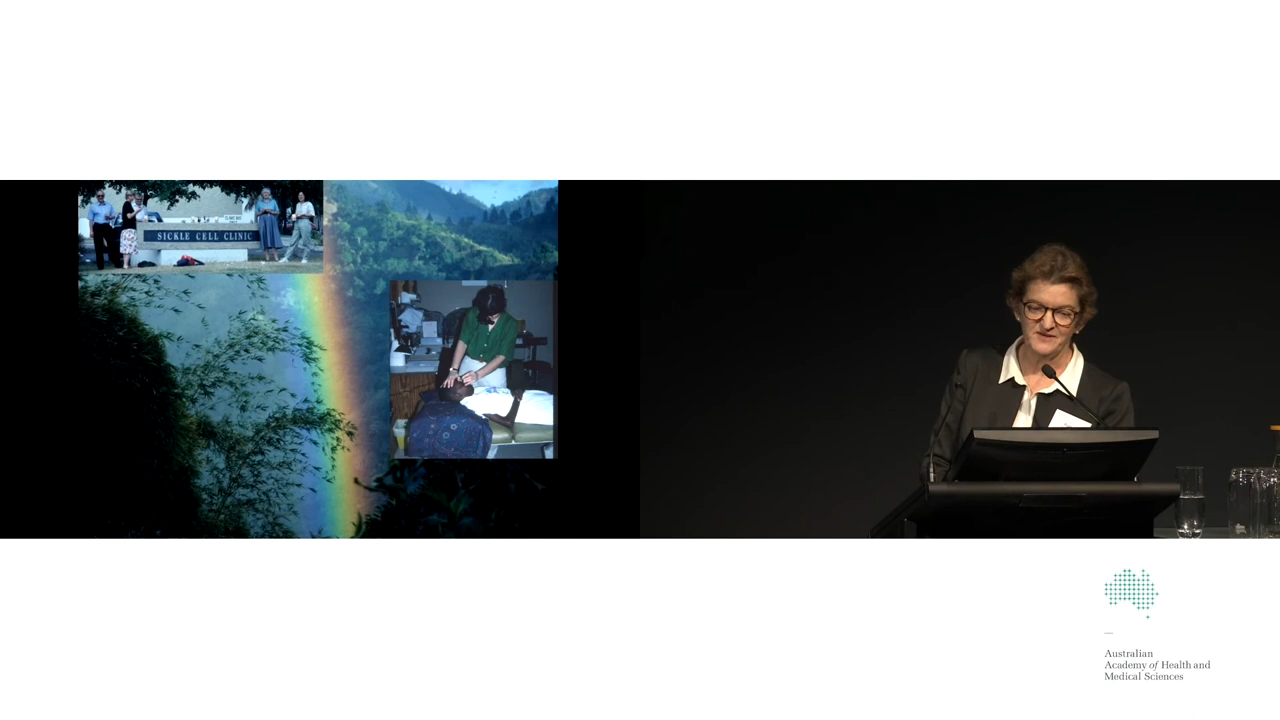 SICKLE CELL CLINIC
Australian
Academy of Health and
Medical Sciences